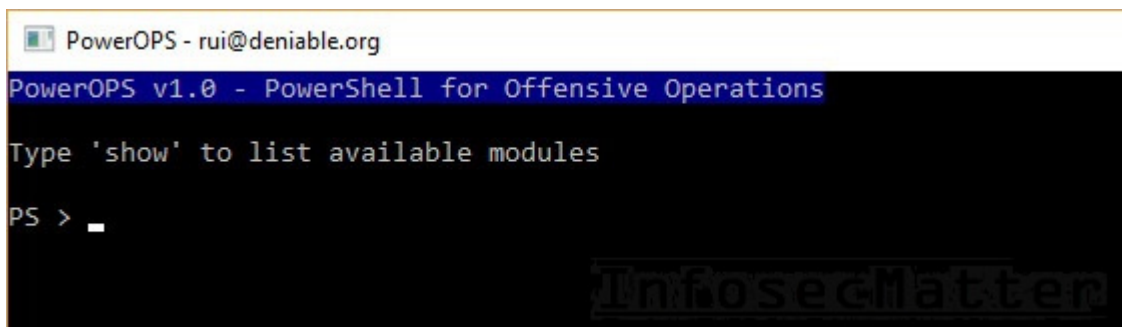 PowerOPS - rui@deniable.org
PowerOPS v1.0 - PowerShell for Offensive Operations
Type 'show' to list available modules
PS > _
InfosecMatter